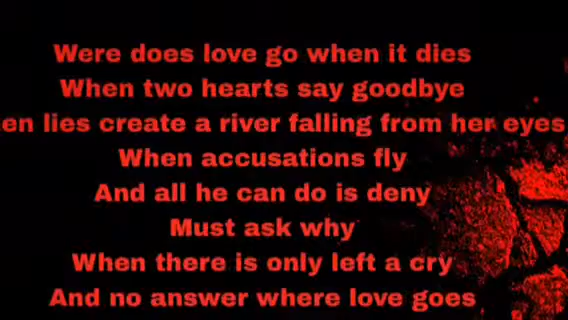 Were does love go when it dies
When two hearts say goodbye
lies create a river falling from her eyes
When accusations fly
And all he can do is deny
Must ask why
When there is only left a cry
And no answer where love goes